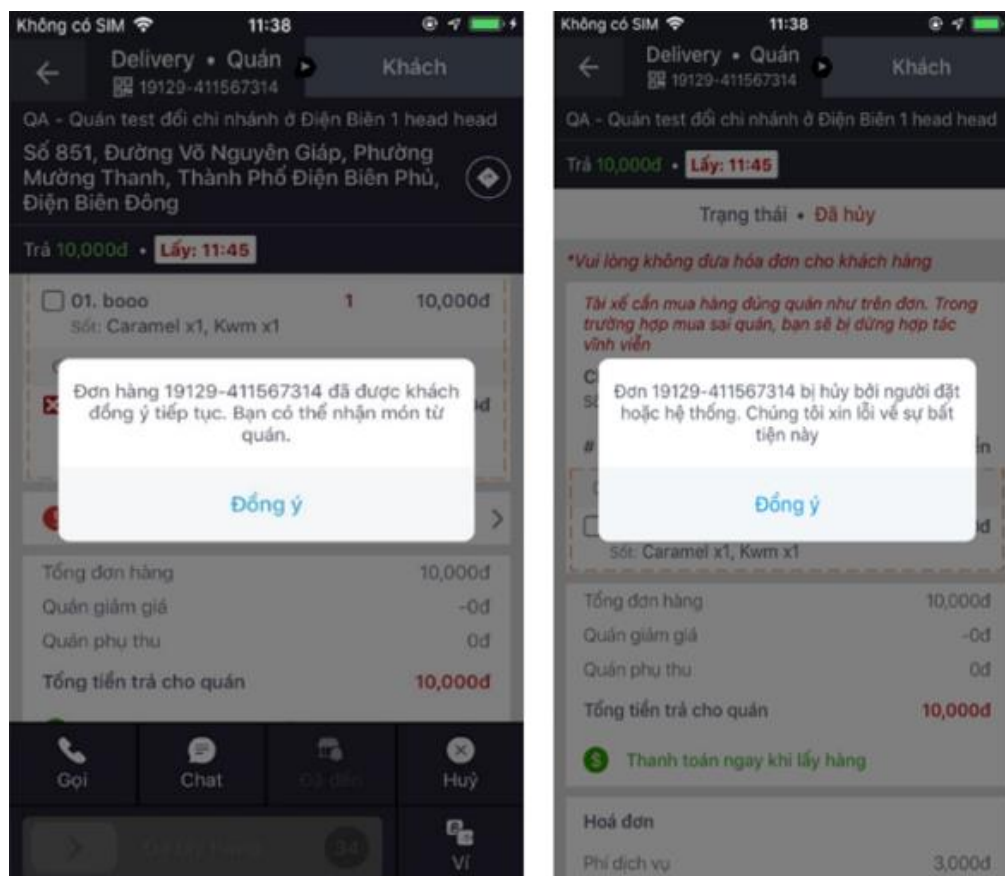 Không có SIM 11:38
Delivery • Quán
19129-411567314
Khách
QA - Quán test đổi chi nhánh ở Điện Biên 1 head head
Số 851, Đường Võ Nguyên Giáp, Phường
Mường Thanh, Thành Phố Điện Biên Phủ,
Điện Biên Đông
Trả 10,000đ • Lấy: 11:45
01. booo 1 10,000đ
Sốt: Caramel x1, Kwm x1
Đơn hàng 19129-411567314 đã được khách
đồng ý tiếp tục. Bạn có thể nhận món từ
quán.
Đồng ý
Tổng đơn hàng 10,000đ
Quán giảm giá -0đ
Quán phụ thu 0đ
Tổng tiền trả cho quán 10,000đ
Gọi
Chat
Đã đến
Huỷ
34
Ví
Không có SIM 11:38
Delivery • Quán
19129-411567314
Khách
QA - Quán test đổi chi nhánh ở Điện Biên 1 head head
Trả 10,000đ • Lấy: 11:45
Trạng thái • Đã hủy
*Vui lòng không đưa hóa đơn cho khách hàng
Tài xế cần mua hàng đúng quán như trên đơn. Trong
trường hợp mua sai quán, bạn sẽ bị dừng hợp tác
vĩnh viễn
Đơn 19129-411567314 bị hủy bởi người đặt
hoặc hệ thống. Chúng tôi xin lỗi về sự bất
tiện này
Đồng ý
Sốt: Caramel x1, Kwm x1
Tổng đơn hàng 10,000đ
Quán giảm giá -0đ
Quán phụ thu 0đ
Tổng tiền trả cho quán 10,000đ
Thanh toán ngay khi lấy hàng
Hoá đơn
Phí dịch vụ 3,000đ